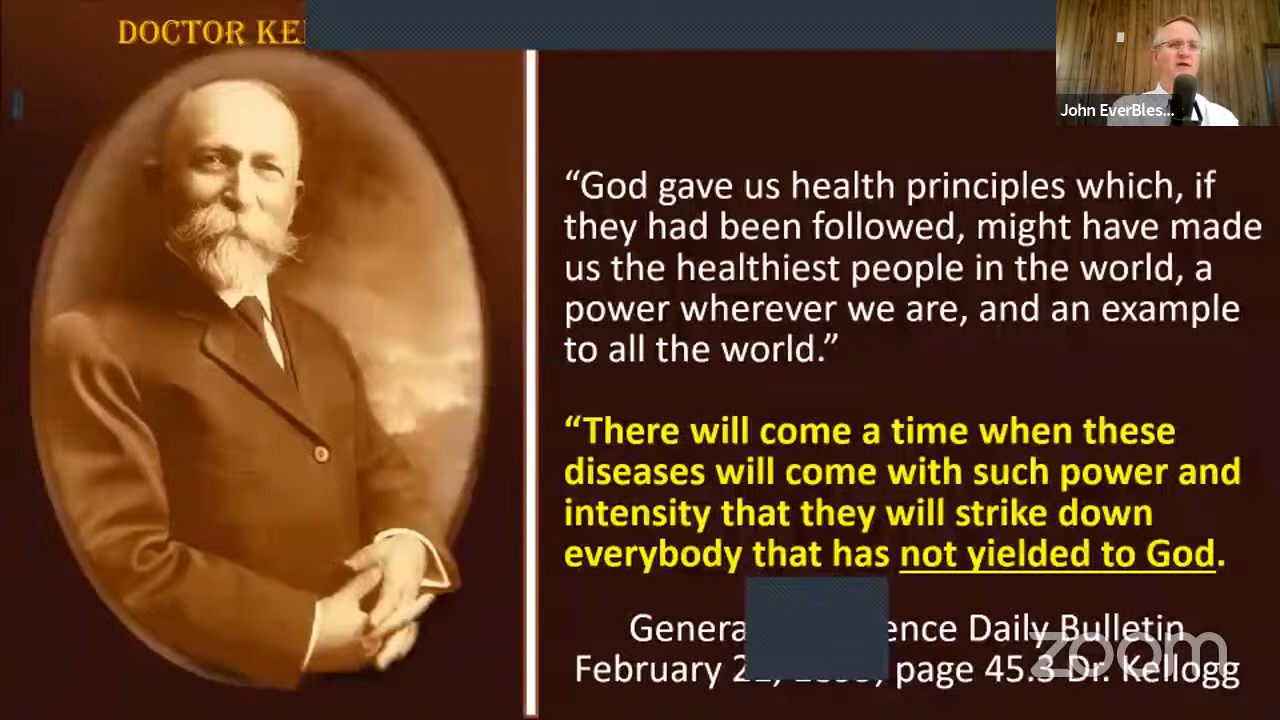 DOCTOR KE
John EverBles...
“God gave us health principles which, if
they had been followed, might have made
us the healthiest people in the world, a
power wherever we are, and an example
to all the world.”
“There will come a time when these
diseases will come with such power and
intensity that they will strike down
everybody that has not yielded to God.
Genera ence Daily Bulletin
February page 45.3 Dr. Kellogg
zoom